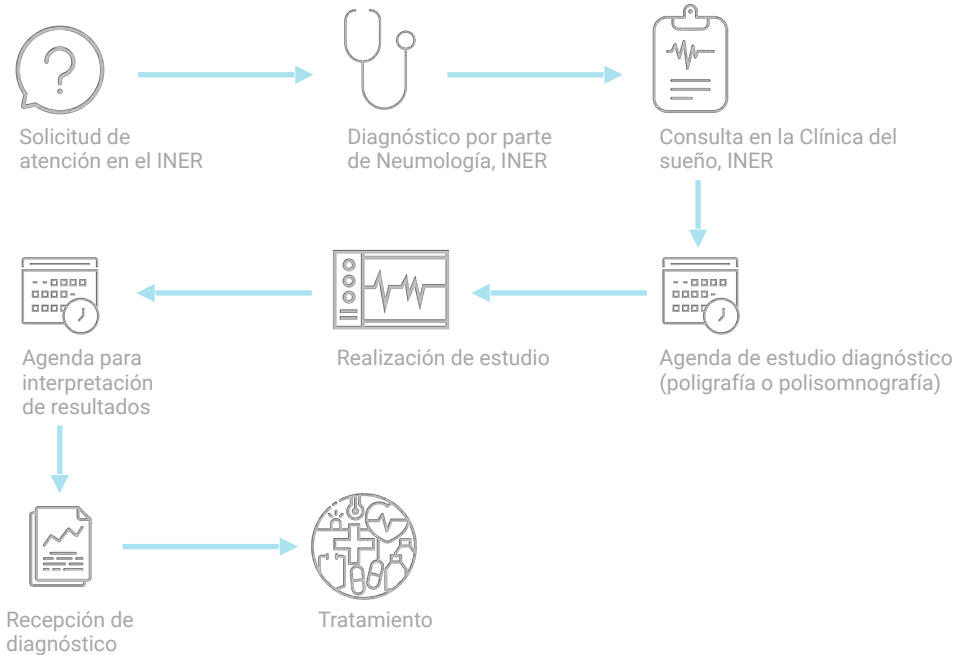 ?
Solicitud de
atención en el INER
Diagnóstico por parte
de Neumología, INER
Consulta en la Clínica del
sueño, INER
Agenda para
interpretación
de resultados
Realización de estudio
Agenda de estudio diagnóstico
(poligrafía o polisomnografía)
Recepción de
diagnóstico
Tratamiento